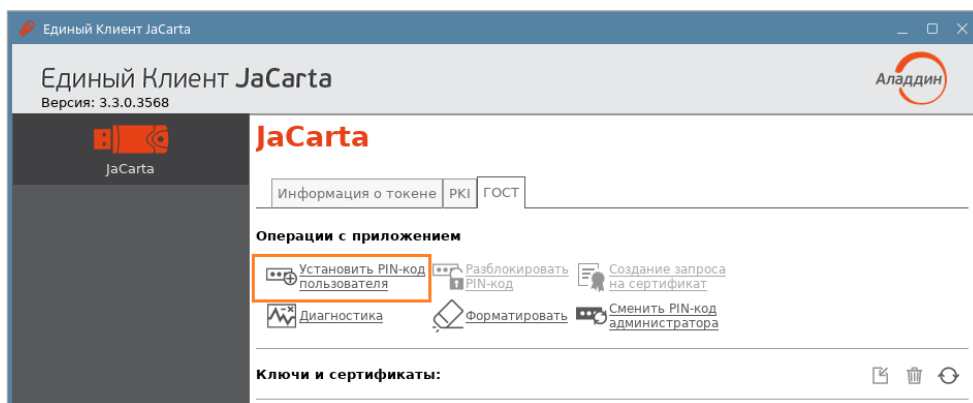 Единый Клиент JaCarta
Единый Клиент JaCarta
Версия: 3.3.0.3568
Аладдин
JaCarta
JaCarta
Информация о токене PKI ГОСТ
Операции с приложением
Установить PIN-код
пользователя
Разблокировать
PIN-код
Создание запроса
на сертификат
Диагностика
Форматировать
Сменить PIN-код
администратора
Ключи и сертификаты: